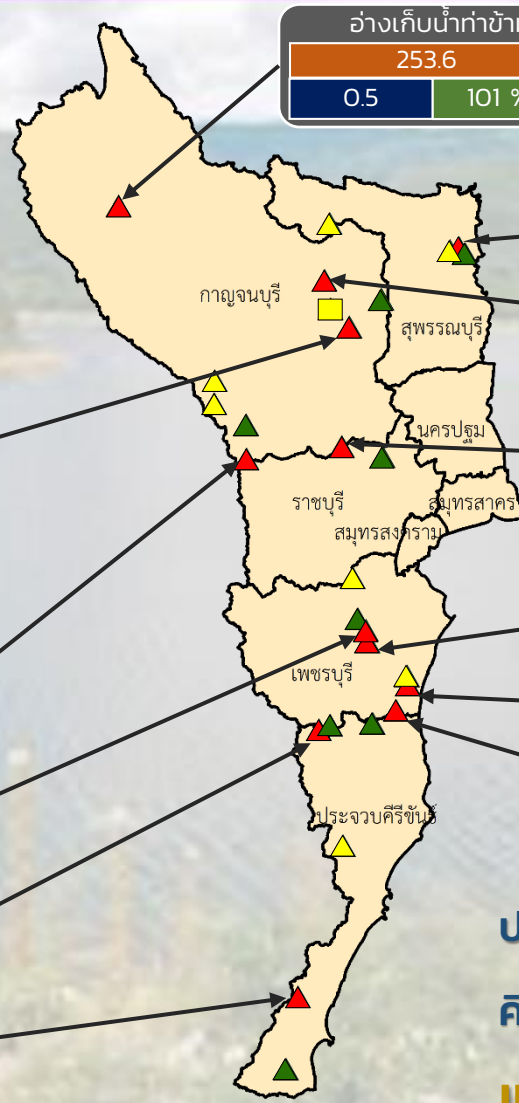 อ่างเก็บน้ำท่าข้าม
253.6
0.5 101 %
กาญจนบุรี
สุพรรณบุรี
นครปฐม
ราชบุรี
สมุทรสาคร
สมุทรสงคราม
เพชรบุรี
ประจวบคีรีขันธ์